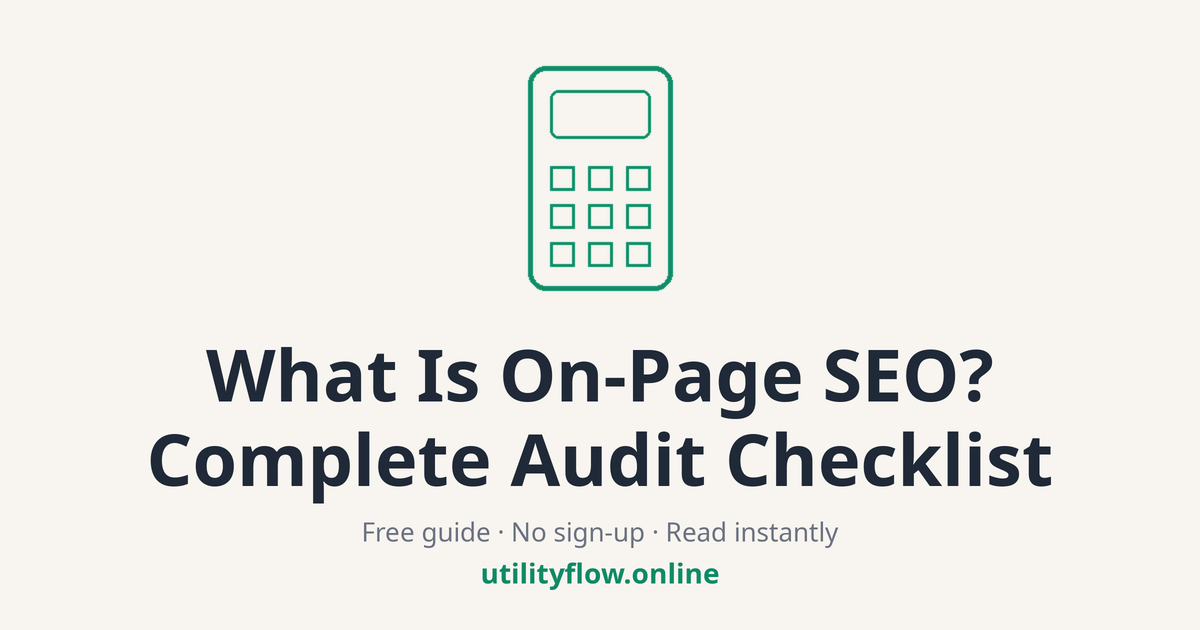 What Is On-Page SEO?
Complete Audit Checklist
Free guide · No sign-up · Read instantly
utilityflow.online